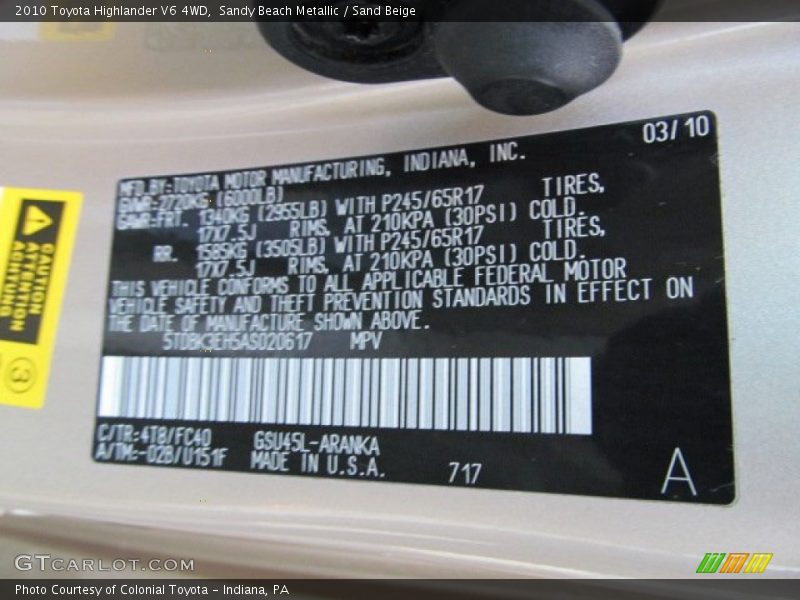 2010 Toyota Highlander V6 4WD, Sandy Beach Metallic / Sand Beige
03/10
MFD.BY:TOYOTA MOTOR MANUFACTURING, INDIANA, INC.
GVWR:2720KG (6000LB)
GAWR:FRT. 1340KG (2955LB) WITH P245/65R17 TIRES,
17X7.5J RIMS, AT 210KPA (30PSI) COLD.
RR. 1585KG (3505LB) WITH P245/65R17 TIRES,
17X7.5J RIMS, AT 210KPA (30PSI) COLD.
THIS VEHICLE CONFORMS TO ALL APPLICABLE FEDERAL MOTOR
VEHICLE SAFETY AND THEFT PREVENTION STANDARDS IN EFFECT ON
THE DATE OF MANUFACTURE SHOWN ABOVE.
5TDBK3EH5AS020617 MPV
C/TR:4T8/FC40 GSU45L-ARANKA
A/TM:-02B/U151F MADE IN U.S.A. 717
A
CAUTION
ATTENTION
ACHTUNG
3
GTCARLOT.COM
Photo Courtesy of Colonial Toyota - Indiana, PA